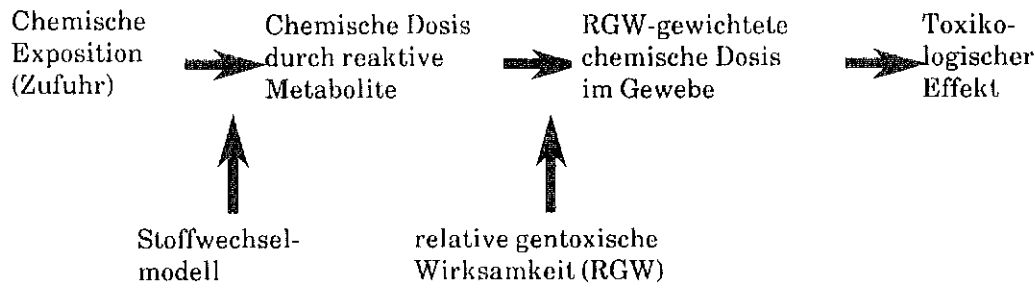 Chemische
Exposition
(Zufuhr)
Chemische Dosis
durch reaktive
Metabolite
RGW-gewichtete
chemische Dosis
im Gewebe
Toxiko-
logischer
Effekt
Stoffwechsel-
modell
relative gentoxische
Wirksamkeit (RGW)